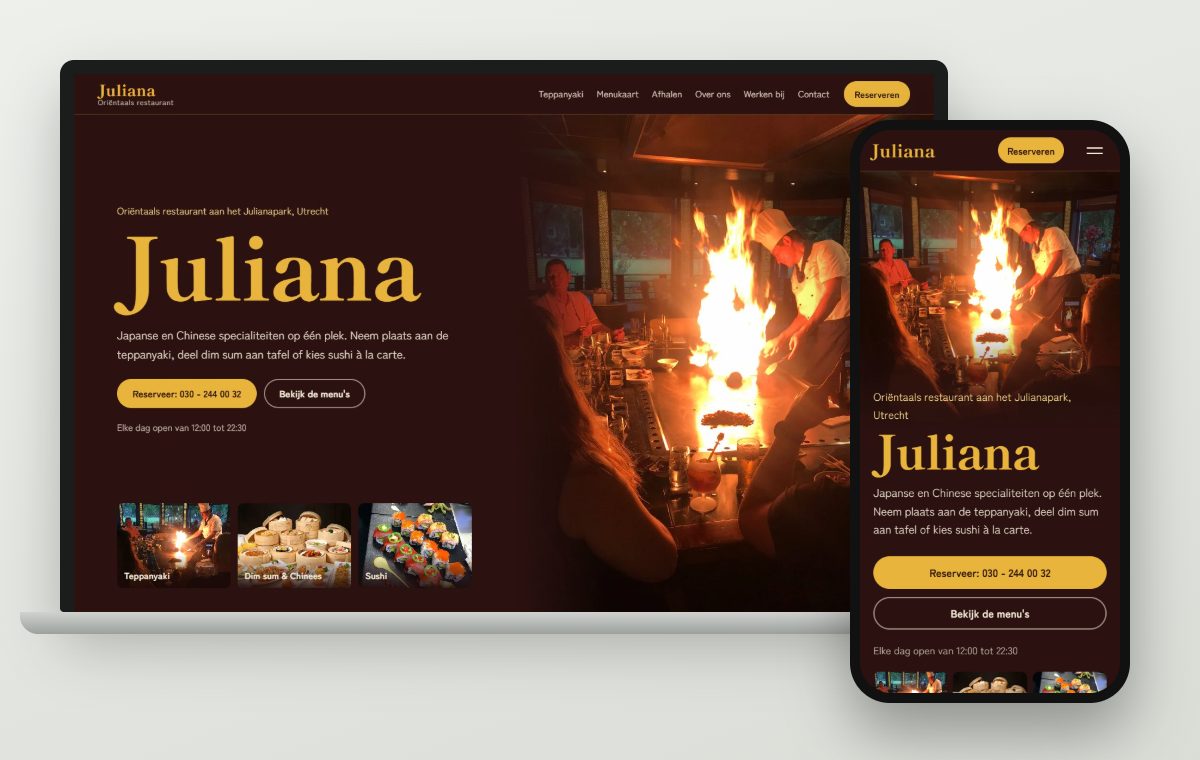 Juliana
Oriëntaals restaurant
Teppanyaki Menukaart Afhalen Over ons Werken bij Contact Reserveren
Oriëntaals restaurant aan het Julianapark, Utrecht
Juliana
Japanse en Chinese specialiteiten op één plek. Neem plaats aan de
teppanyaki, deel dim sum aan tafel of kies sushi à la carte.
Reserveer: 030 - 244 00 32 Bekijk de menu's
Elke dag open van 12:00 tot 22:30
Teppanyaki Dim sum & Chinees Sushi
Juliana Reserveren
Oriëntaals restaurant aan het Julianapark,
Utrecht
Juliana
Japanse en Chinese specialiteiten op één plek.
Neem plaats aan de teppanyaki, deel dim sum
aan tafel of kies sushi à la carte.
Reserveer: 030 - 244 00 32
Bekijk de menu's
Elke dag open van 12:00 tot 22:30